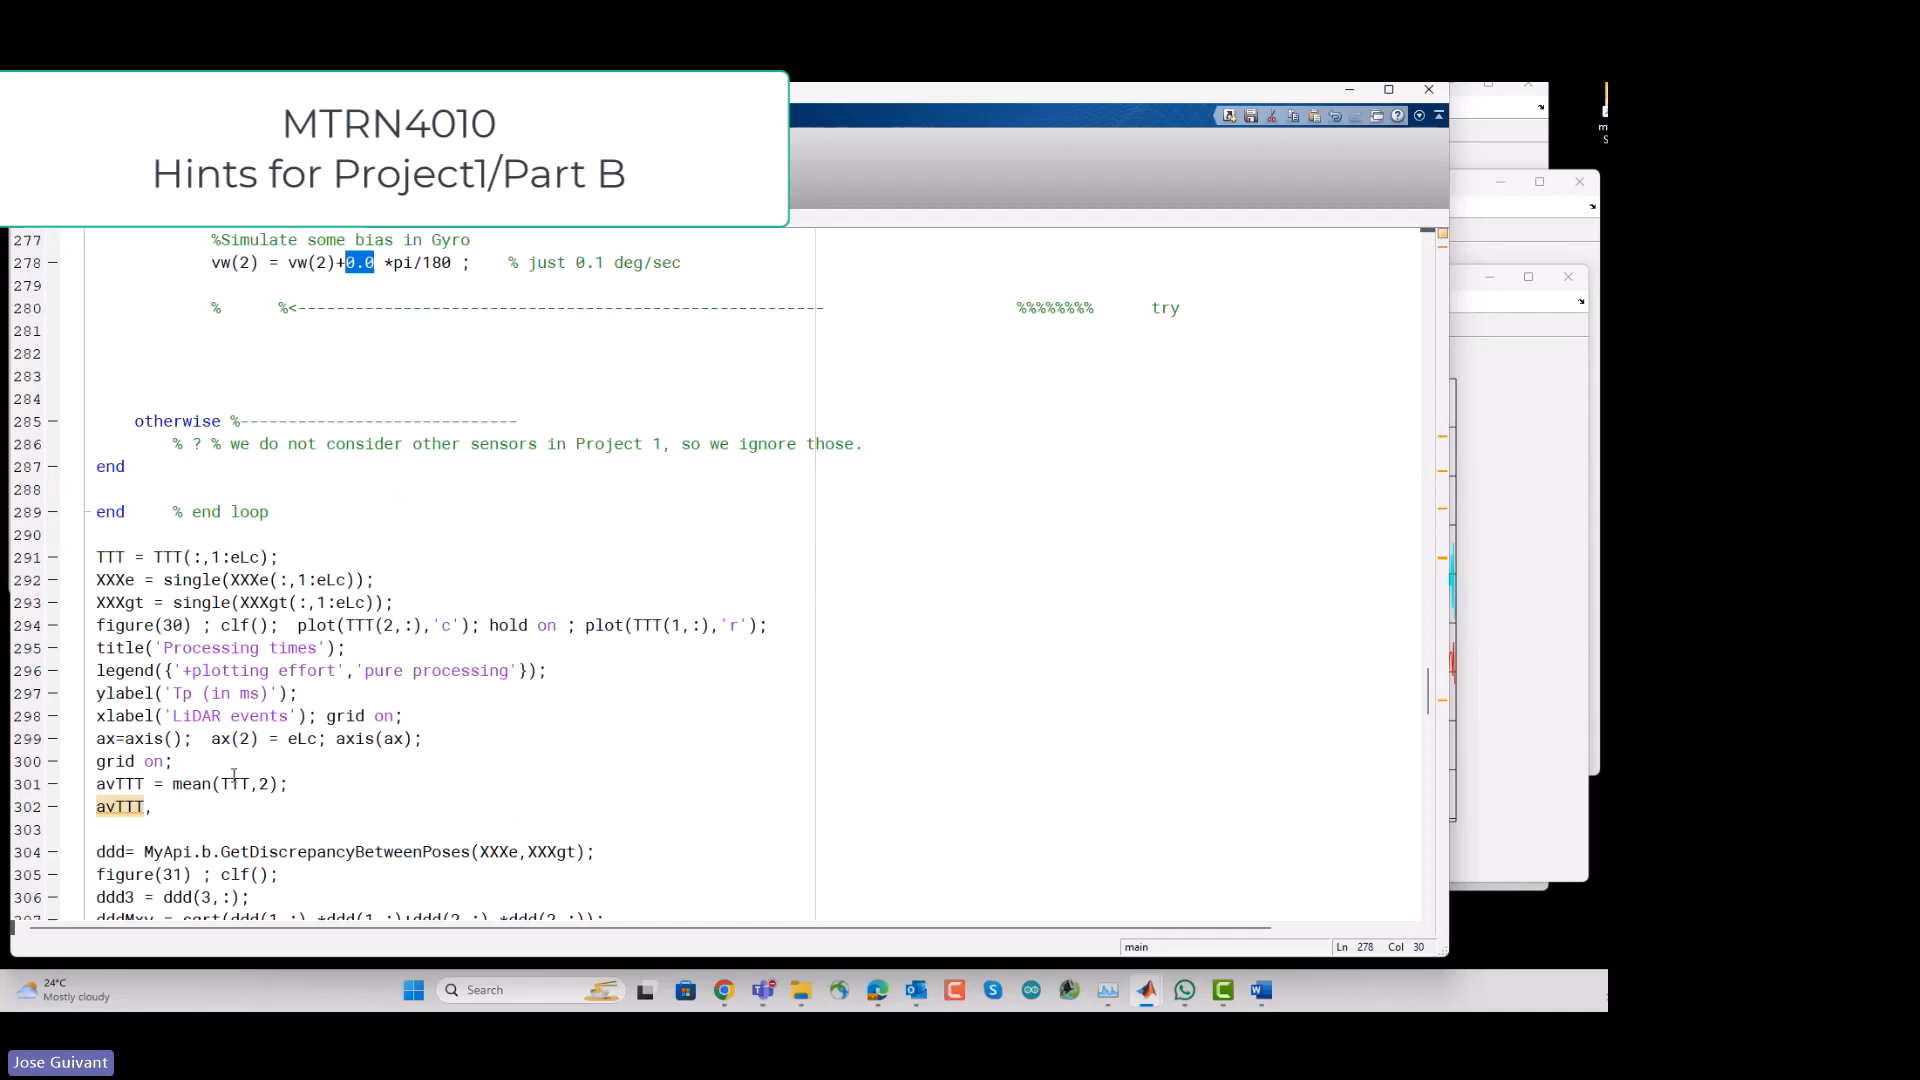 MTRN4010
Hints for Project1/Part B
277 %Simulate some bias in Gyro
278 — vw(2) = vw(2)+0.0 *pi/180 ; % just 0.1 deg/sec
279
280 % %<------------------------------------------------------- %%%%%%%% try
281
282
283
284
285 — otherwise %-----------------------------
286 % ? % we do not consider other sensors in Project 1, so we ignore those.
287 — end
288
289 — end % end loop
290
291 — TTT = TTT(:,1:eLc);
292 — XXXe = single(XXXe(:,1:eLc));
293 — XXXgt = single(XXXgt(:,1:eLc));
294 — figure(30) ; clf(); plot(TTT(2,:),'c'); hold on ; plot(TTT(1,:),'r');
295 — title('Processing times');
296 — legend({'+plotting effort','pure processing'});
297 — ylabel('Tp (in ms)');
298 — xlabel('LiDAR events'); grid on;
299 — ax=axis(); ax(2) = eLc; axis(ax);
300 — grid on;
301 — avTTT = mean(TTT,2);
302 — avTTT,
303
304 — ddd= MyApi.b.GetDiscrepancyBetweenPoses(XXXe,XXXgt);
305 — figure(31) ; clf();
306 — ddd3 = ddd(3,:);
main
Ln 278 Col 30
24°C
Mostly cloudy
Search
Jose Guivant